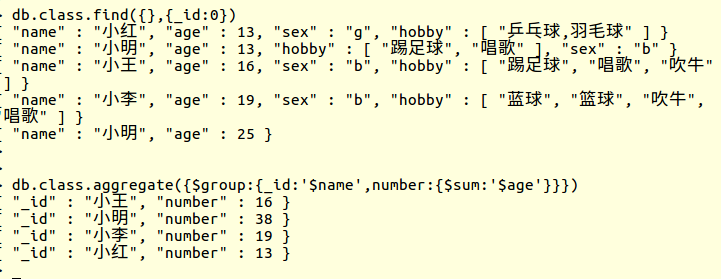 > db.class.find({},{_id:0})
{ "name" : "小红", "age" : 13, "sex" : "g", "hobby" : [ "乒乓球,羽毛球" ] }
{ "name" : "小明", "age" : 13, "hobby" : [ "踢足球", "唱歌" ], "sex" : "b" }
{ "name" : "小王", "age" : 16, "sex" : "b", "hobby" : [ "踢足球", "唱歌", "吹牛"
] }
{ "name" : "小李", "age" : 19, "sex" : "b", "hobby" : [ "蓝球", "篮球", "吹牛",
唱歌" ] }
{ "name" : "小明", "age" : 25 }
>
>
> db.class.aggregate({$group:{_id:'$name',number:{$sum:'$age'}}})
{ "_id" : "小王", "number" : 16 }
{ "_id" : "小明", "number" : 38 }
{ "_id" : "小李", "number" : 19 }
{ "_id" : "小红", "number" : 13 }
>